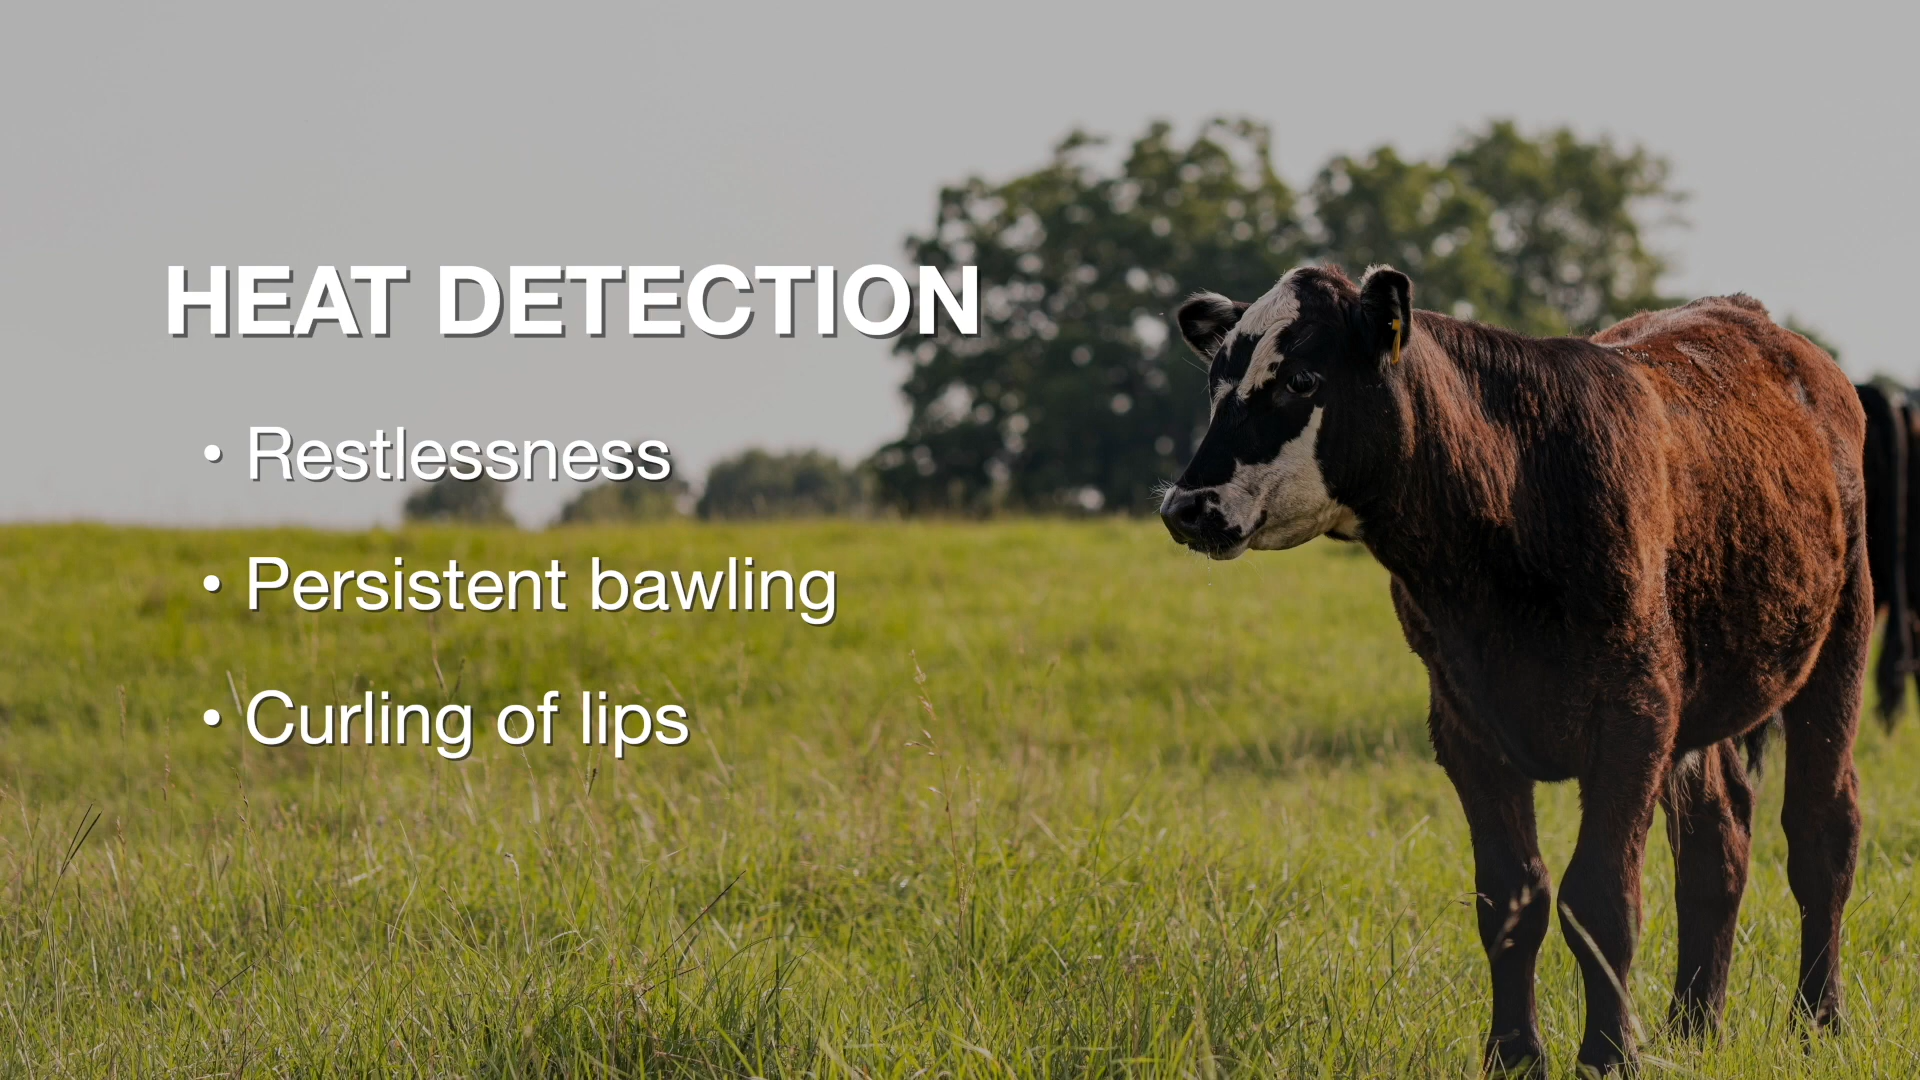 HEAT DETECTION
• Restlessness
• Persistent bawling
• Curling of lips